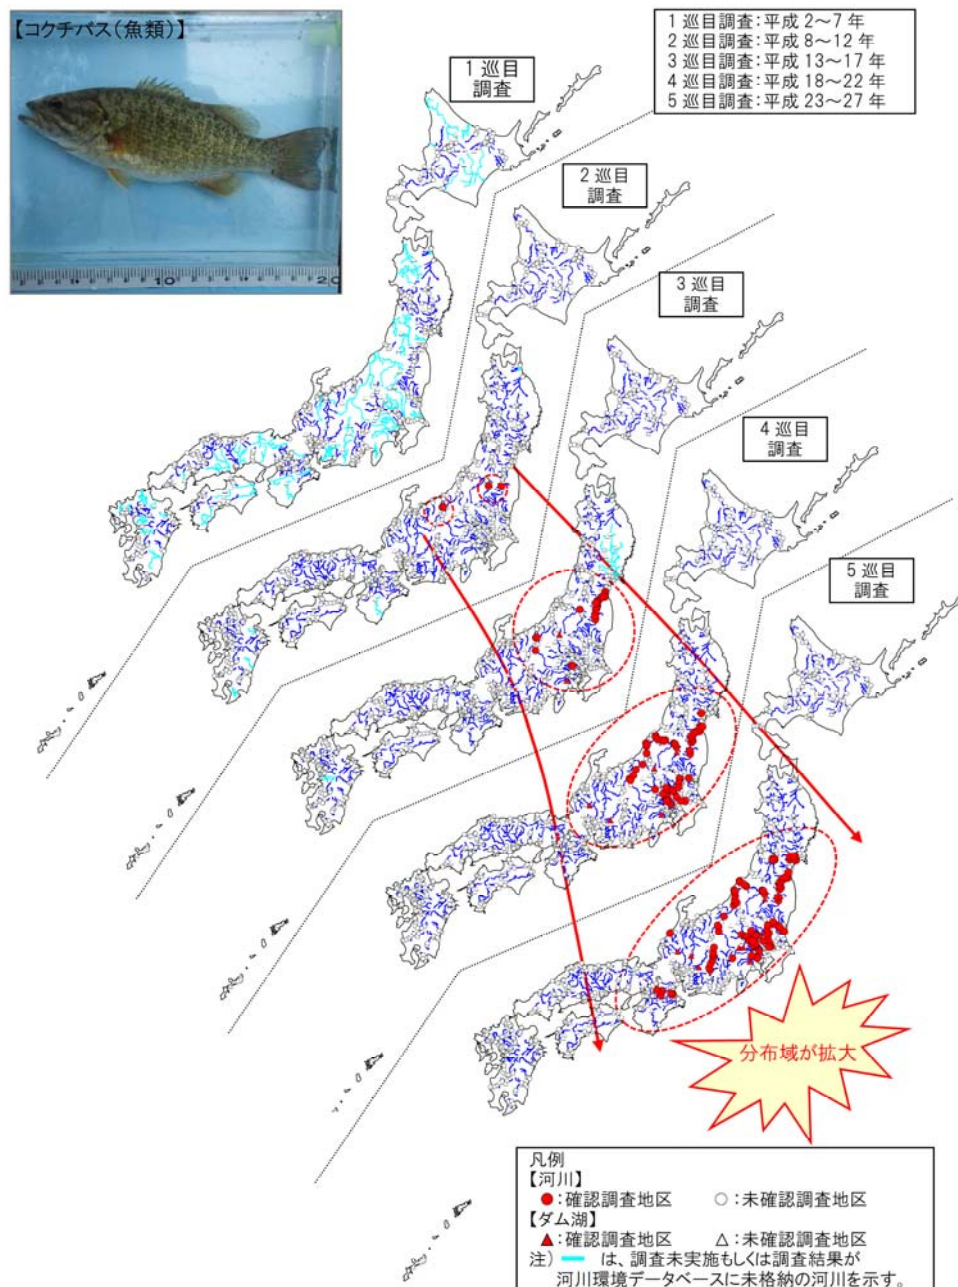 【コクチバス（魚類）】
10
20
1巡目調査：平成2～7年
2巡目調査：平成8～12年
3巡目調査：平成13～17年
4巡目調査：平成18～22年
5巡目調査：平成23～27年
1巡目
調査
2巡目
調査
3巡目
調査
4巡目
調査
5巡目
調査
分布域が拡大
凡例
【河川】
●：確認調査地区　○：未確認調査地区
【ダム湖】
▲：確認調査地区　△：未確認調査地区
注）━ は、調査未実施もしくは調査結果が
河川環境データベースに未格納の河川を示す。